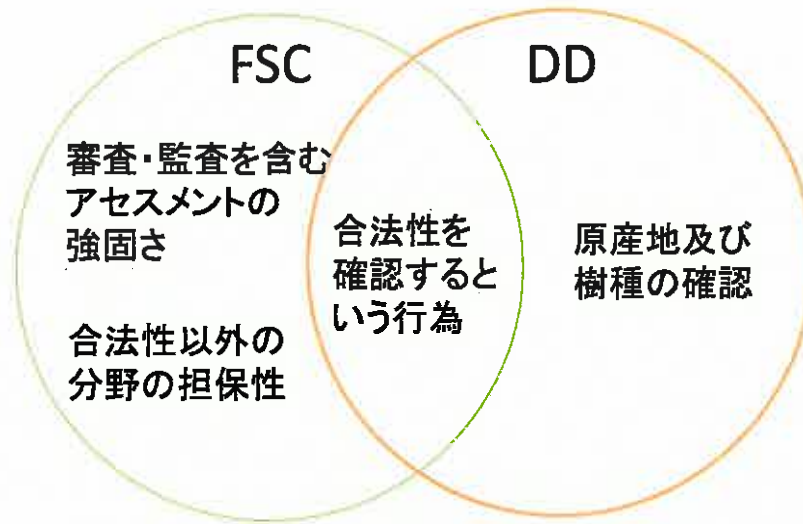 FSC
DD
審査・監査を含む
アセスメントの
強固さ
合法性以外の
分野の担保性
合法性を
確認すると
いう行為
原産地及び
樹種の確認